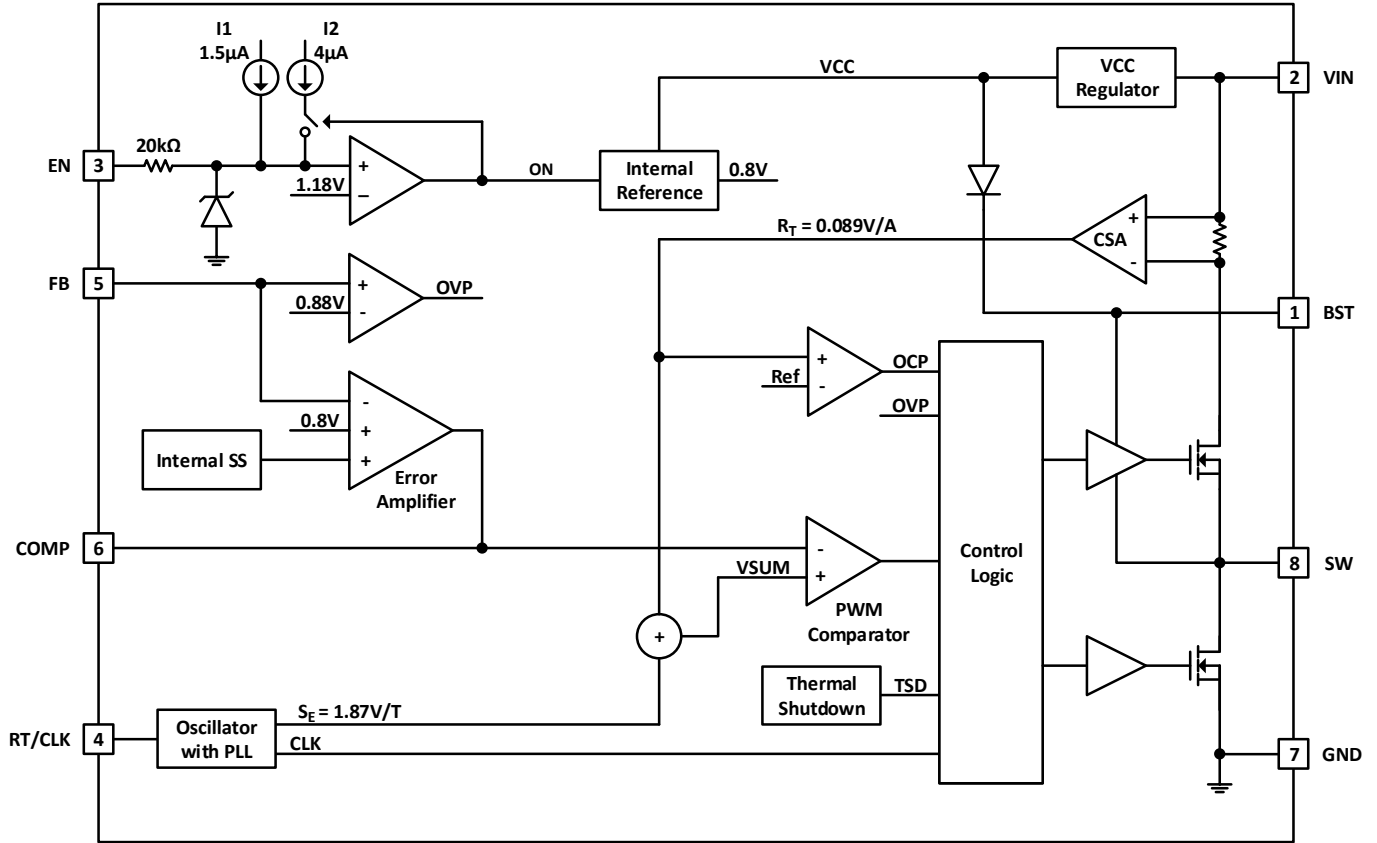 I1
1.5µA
I2
4µA
VCC
VCC
Regulator
2
VIN
20kΩ
EN
3
+
1.18V
−
ON
Internal
Reference
0.8V
R_T = 0.089V/A
CSA
+
-
FB
5
+
0.88V
-
OVP
1
BST
+
Ref
-
OCP
OVP
-
0.8V
+
+
Internal SS
Error
Amplifier
COMP
6
-
VSUM
+
PWM
Comparator
Control
Logic
8
SW
+
Thermal
Shutdown
TSD
S_E = 1.87V/T
RT/CLK
4
Oscillator
with PLL
CLK
7
GND